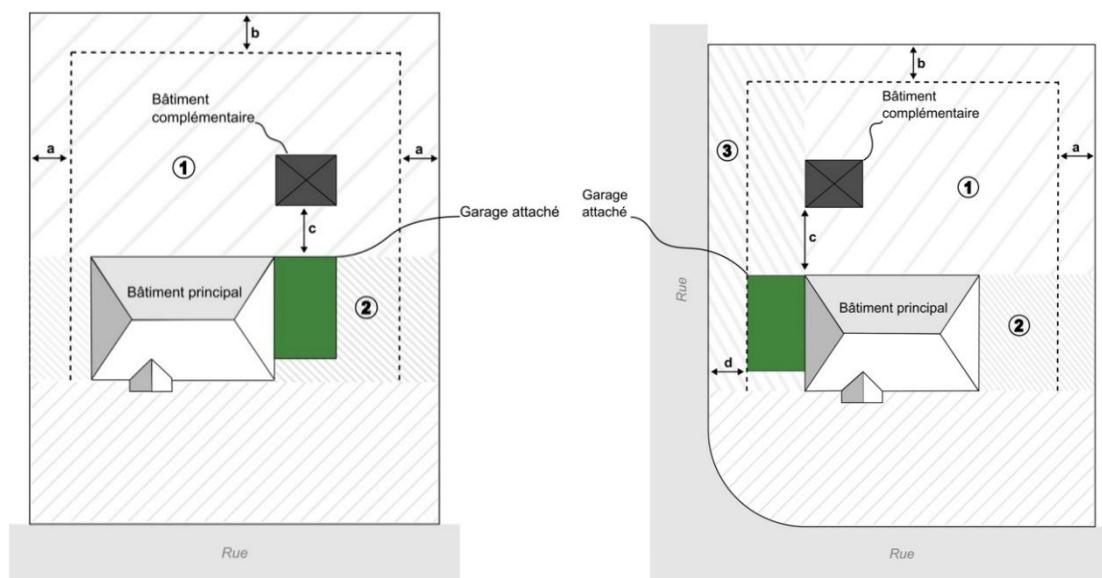 b
Bâtiment
complémentaire
a
1
a
c
Garage attaché
Bâtiment principal
2
Rue
b
Bâtiment
complémentaire
3
a
1
Garage
attaché
c
Rue
Bâtiment principal
2
d
Rue